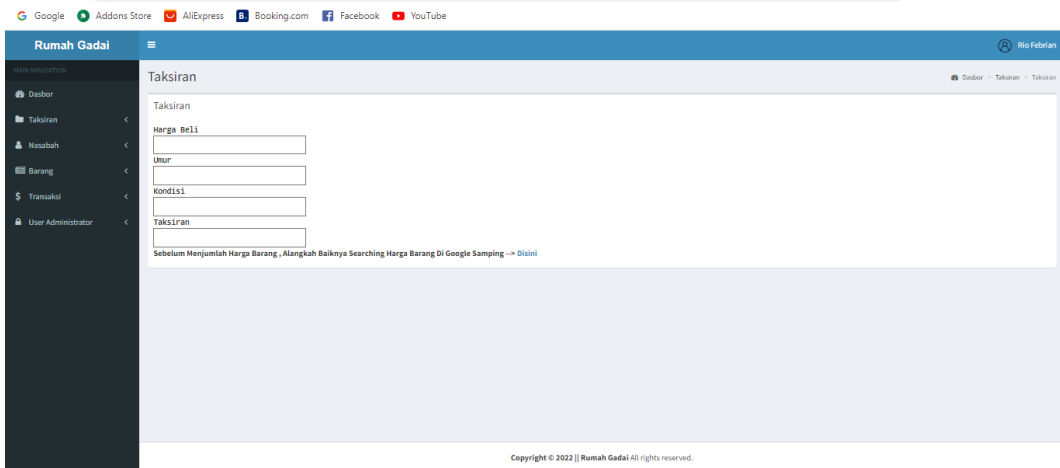 Google Addons Store AliExpress Booking.com Facebook YouTube
Rumah Gadai Rio Febrian
MAIN NAVIGATION
Taksiran Dasbor > Taksiran > Taksiran
Dasbor
Taksiran
Nasabah
Barang
Transaksi
User Administrator
Taksiran
Harga Beli
Umur
Kondisi
Taksiran
Sebelum Menjumlah Harga Barang , Alangkah Baiknya Searching Harga Barang Di Google Samping --> Disini
Copyright © 2022 || Rumah Gadai All rights reserved.